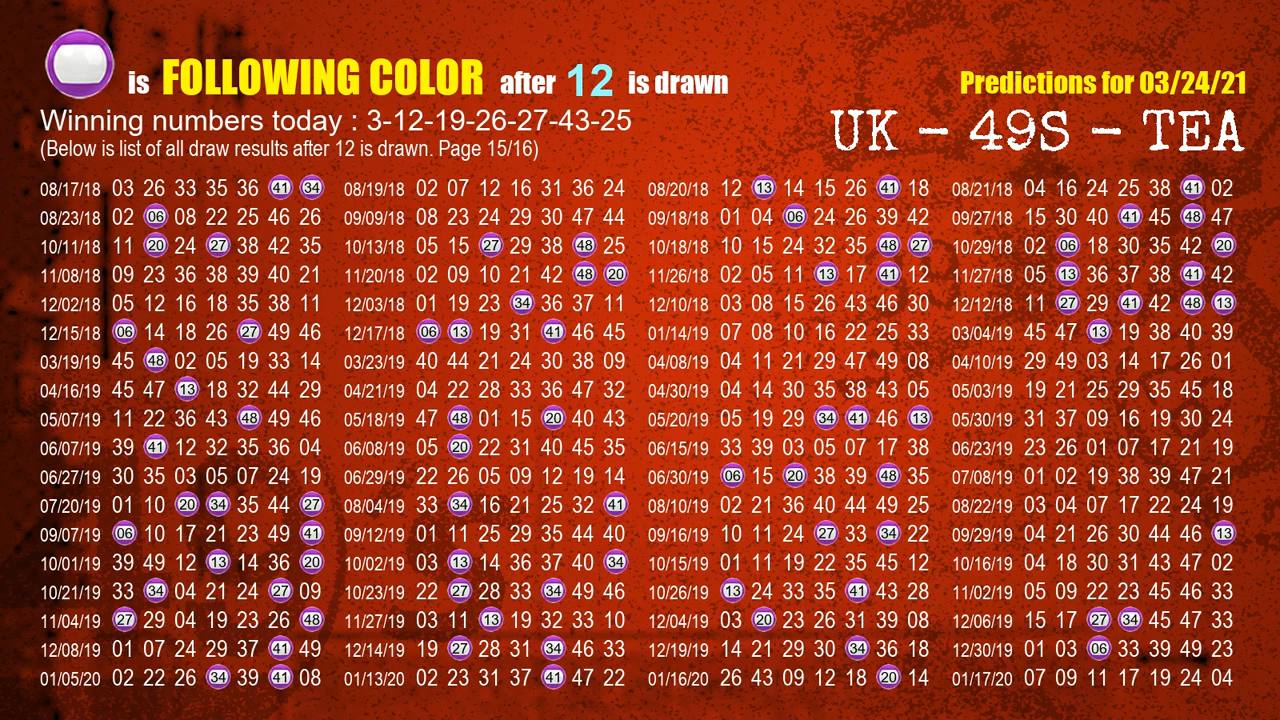 is FOLLOWING COLOR after 12 is drawn
Predictions for 03/24/21
Winning numbers today : 3-12-19-26-27-43-25
UK - 49S - TEA
(Below is list of all draw results after 12 is drawn. Page 15/16)
08/17/18 03 26 33 35 36 41 34 08/19/18 02 07 12 16 31 36 24 08/20/18 12 13 14 15 26 41 18 08/21/18 04 16 24 25 38 41 02
08/23/18 02 06 08 22 25 46 26 09/09/18 08 23 24 29 30 47 44 09/18/18 01 04 06 24 26 39 42 09/27/18 15 30 40 41 45 48 47
10/11/18 11 20 24 27 38 42 35 10/13/18 05 15 27 29 38 48 25 10/18/18 10 15 24 32 35 48 27 10/29/18 02 06 18 30 35 42 20
11/08/18 09 23 36 38 39 40 21 11/20/18 02 09 10 21 42 48 20 11/26/18 02 05 11 13 17 41 12 11/27/18 05 13 36 37 38 41 42
12/02/18 05 12 16 18 35 38 11 12/03/18 01 19 23 34 36 37 11 12/10/18 03 08 15 26 43 46 30 12/12/18 11 27 29 41 42 48 13
12/15/18 06 14 18 26 27 49 46 12/17/18 06 13 19 31 41 46 45 01/14/19 07 08 10 16 22 25 33 03/04/19 45 47 13 19 38 40 39
03/19/19 45 48 02 05 19 33 14 03/23/19 40 44 21 24 30 38 09 04/08/19 04 11 21 29 47 49 08 04/10/19 29 49 03 14 17 26 01
04/16/19 45 47 13 18 32 44 29 04/21/19 04 22 28 33 36 47 32 04/30/19 04 14 30 35 38 43 05 05/03/19 19 21 25 29 35 45 18
05/07/19 11 22 36 43 48 49 46 05/18/19 47 48 01 15 20 40 43 05/20/19 05 19 29 34 41 46 13 05/30/19 31 37 09 16 19 30 24
06/07/19 39 41 12 32 35 36 04 06/08/19 05 20 22 31 40 45 35 06/15/19 33 39 03 05 07 17 38 06/23/19 23 26 01 07 17 21 19
06/27/19 30 35 03 05 07 24 19 06/29/19 22 26 05 09 12 19 14 06/30/19 06 15 20 38 39 48 35 07/08/19 01 02 19 38 39 47 21
07/20/19 01 10 20 34 35 44 27 08/04/19 33 34 16 21 25 32 41 08/10/19 02 21 36 40 44 49 25 08/22/19 03 04 07 17 22 24 19
09/07/19 06 10 17 21 23 49 41 09/12/19 01 11 25 29 35 44 40 09/16/19 10 11 24 27 33 34 22 09/29/19 04 21 26 30 44 46 13
10/01/19 39 49 12 13 14 36 20 10/02/19 03 13 14 36 37 40 34 10/15/19 01 11 19 22 35 45 12 10/16/19 04 18 30 31 43 47 02
10/21/19 33 34 04 21 24 27 09 10/23/19 22 27 28 33 34 49 46 10/26/19 13 24 33 35 41 43 28 11/02/19 05 09 22 23 45 46 33
11/04/19 27 29 04 19 23 26 48 11/27/19 03 11 13 19 32 33 10 12/04/19 03 20 23 26 31 39 08 12/06/19 15 17 27 34 45 47 33
12/08/19 01 07 24 29 37 41 49 12/14/19 19 27 28 31 34 46 33 12/19/19 14 21 29 30 34 36 18 12/30/19 01 03 06 33 39 49 23
01/05/20 02 22 26 34 39 41 08 01/13/20 02 23 31 37 41 47 22 01/16/20 26 43 09 12 18 20 14 01/17/20 07 09 11 17 19 24 04